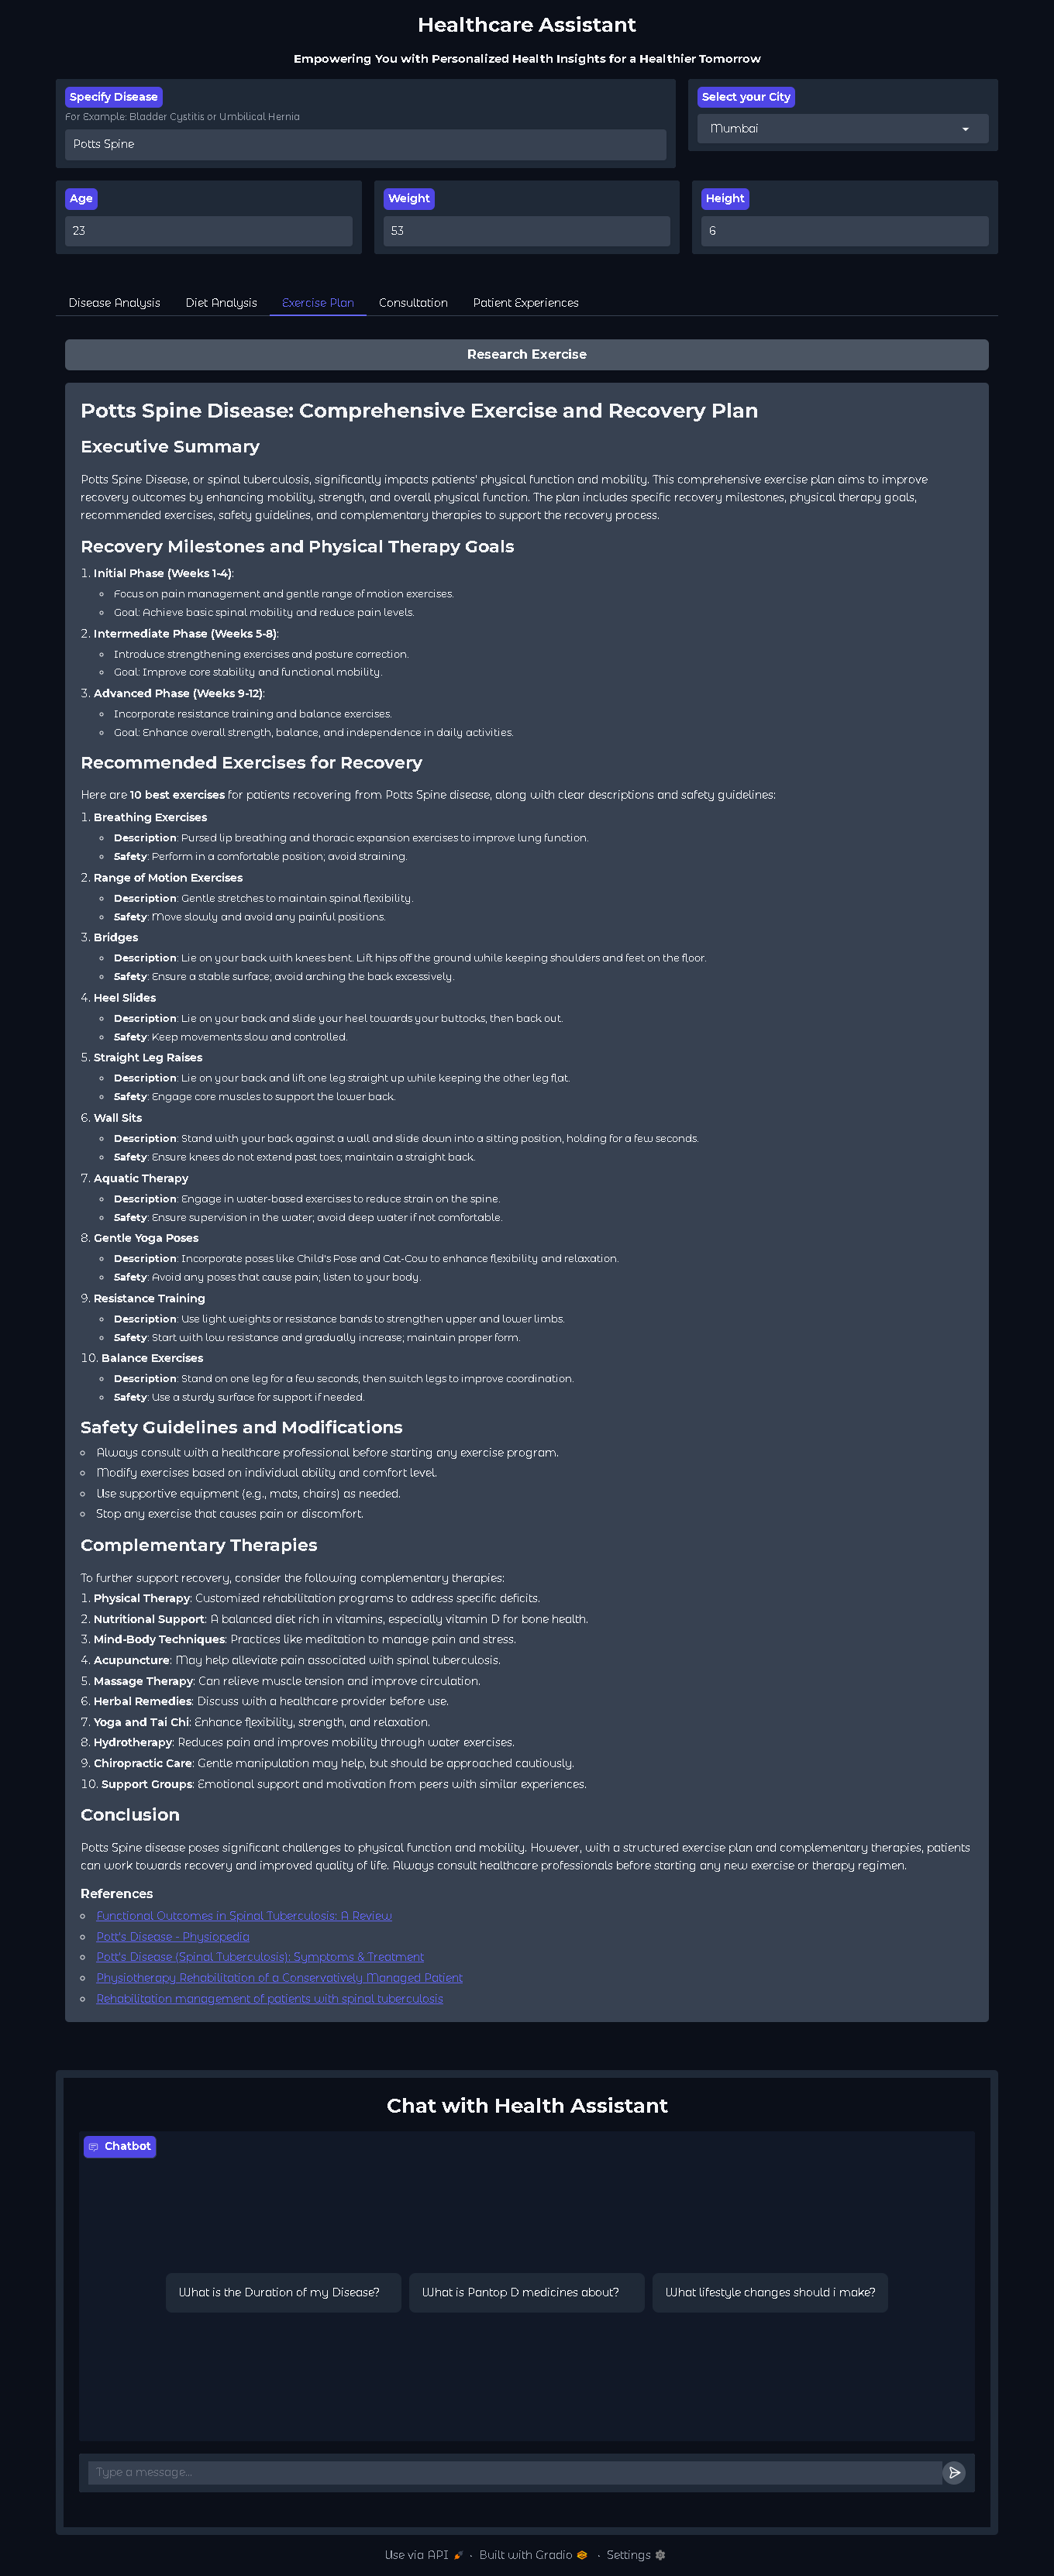 Healthcare Assistant
Empowering You with Personalized Health Insights for a Healthier Tomorrow
Specify Disease
For Example: Bladder Cystitis or Umbilical Hernia
Potts Spine
Select your City
Mumbai
Age
23
Weight
53
Height
6
Disease Analysis
Diet Analysis
Exercise Plan
Consultation
Patient Experiences
Research Exercise
Potts Spine Disease: Comprehensive Exercise and Recovery Plan
Executive Summary
Potts Spine Disease, or spinal tuberculosis, significantly impacts patients' physical function and mobility. This comprehensive exercise plan aims to improve
recovery outcomes by enhancing mobility, strength, and overall physical function. The plan includes specific recovery milestones, physical therapy goals,
recommended exercises, safety guidelines, and complementary therapies to support the recovery process.
Recovery Milestones and Physical Therapy Goals
1. Initial Phase (Weeks 1-4):
Focus on pain management and gentle range of motion exercises.
Goal: Achieve basic spinal mobility and reduce pain levels.
2. Intermediate Phase (Weeks 5-8):
Introduce strengthening exercises and posture correction.
Goal: Improve core stability and functional mobility.
3. Advanced Phase (Weeks 9-12):
Incorporate resistance training and balance exercises.
Goal: Enhance overall strength, balance, and independence in daily activities.
Recommended Exercises for Recovery
Here are 10 best exercises for patients recovering from Potts Spine disease, along with clear descriptions and safety guidelines:
1. Breathing Exercises
Description: Pursed lip breathing and thoracic expansion exercises to improve lung function.
Safety: Perform in a comfortable position; avoid straining.
2. Range of Motion Exercises
Description: Gentle stretches to maintain spinal flexibility.
Safety: Move slowly and avoid any painful positions.
3. Bridges
Description: Lie on your back with knees bent. Lift hips off the ground while keeping shoulders and feet on the floor.
Safety: Ensure a stable surface; avoid arching the back excessively.
4. Heel Slides
Description: Lie on your back and slide your heel towards your buttocks, then back out.
Safety: Keep movements slow and controlled.
5. Straight Leg Raises
Description: Lie on your back and lift one leg straight up while keeping the other leg flat.
Safety: Engage core muscles to support the lower back.
6. Wall Sits
Description: Stand with your back against a wall and slide down into a sitting position, holding for a few seconds.
Safety: Ensure knees do not extend past toes; maintain a straight back.
7. Aquatic Therapy
Description: Engage in water-based exercises to reduce strain on the spine.
Safety: Ensure supervision in the water; avoid deep water if not comfortable.
8. Gentle Yoga Poses
Description: Incorporate poses like Child's Pose and Cat-Cow to enhance flexibility and relaxation.
Safety: Avoid any poses that cause pain; listen to your body.
9. Resistance Training
Description: Use light weights or resistance bands to strengthen upper and lower limbs.
Safety: Start with low resistance and gradually increase; maintain proper form.
10. Balance Exercises
Description: Stand on one leg for a few seconds, then switch legs to improve coordination.
Safety: Use a sturdy surface for support if needed.
Safety Guidelines and Modifications
Always consult with a healthcare professional before starting any exercise program.
Modify exercises based on individual ability and comfort level.
Use supportive equipment (e.g., mats, chairs) as needed.
Stop any exercise that causes pain or discomfort.
Complementary Therapies
To further support recovery, consider the following complementary therapies:
1. Physical Therapy: Customized rehabilitation programs to address specific deficits.
2. Nutritional Support: A balanced diet rich in vitamins, especially vitamin D for bone health.
3. Mind-Body Techniques: Practices like meditation to manage pain and stress.
4. Acupuncture: May help alleviate pain associated with spinal tuberculosis.
5. Massage Therapy: Can relieve muscle tension and improve circulation.
6. Herbal Remedies: Discuss with a healthcare provider before use.
7. Yoga and Tai Chi: Enhance flexibility, strength, and relaxation.
8. Hydrotherapy: Reduces pain and improves mobility through water exercises.
9. Chiropractic Care: Gentle manipulation may help, but should be approached cautiously.
10. Support Groups: Emotional support and motivation from peers with similar experiences.
Conclusion
Potts Spine disease poses significant challenges to physical function and mobility. However, with a structured exercise plan and complementary therapies, patients
can work towards recovery and improved quality of life. Always consult healthcare professionals before starting any new exercise or therapy regimen.
References
Functional Outcomes in Spinal Tuberculosis: A Review
Pott's Disease - Physiopedia
Pott's Disease (Spinal Tuberculosis): Symptoms & Treatment
Physiotherapy Rehabilitation of a Conservatively Managed Patient
Rehabilitation management of patients with spinal tuberculosis
Chat with Health Assistant
Chatbot
What is the Duration of my Disease?
What is Pantop D medicines about?
What lifestyle changes should i make?
Type a message...
Use via API · Built with Gradio · Settings